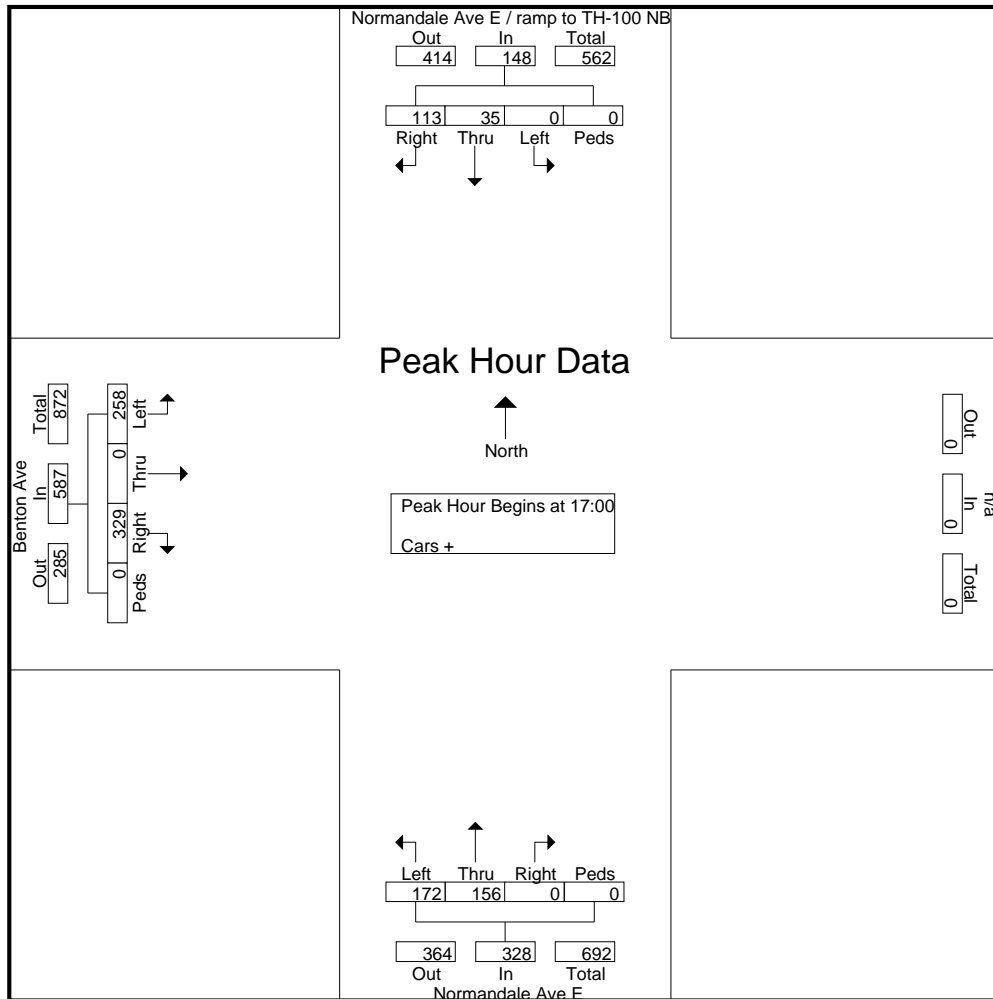 Normandale Ave E / ramp to TH-100 NB
Out In Total
414 148 562
113 35 0 0
Right Thru Left Peds
Peak Hour Data
North
Peak Hour Begins at 17:00
Cars +
Benton Ave
Out In Total
285 587 872
0 329 0 258
Peds Right Thru Left
n/a
Out In Total
0 0 0
Left Thru Right Peds
172 156 0 0
364 328 692
Out In Total
Normandale Ave E